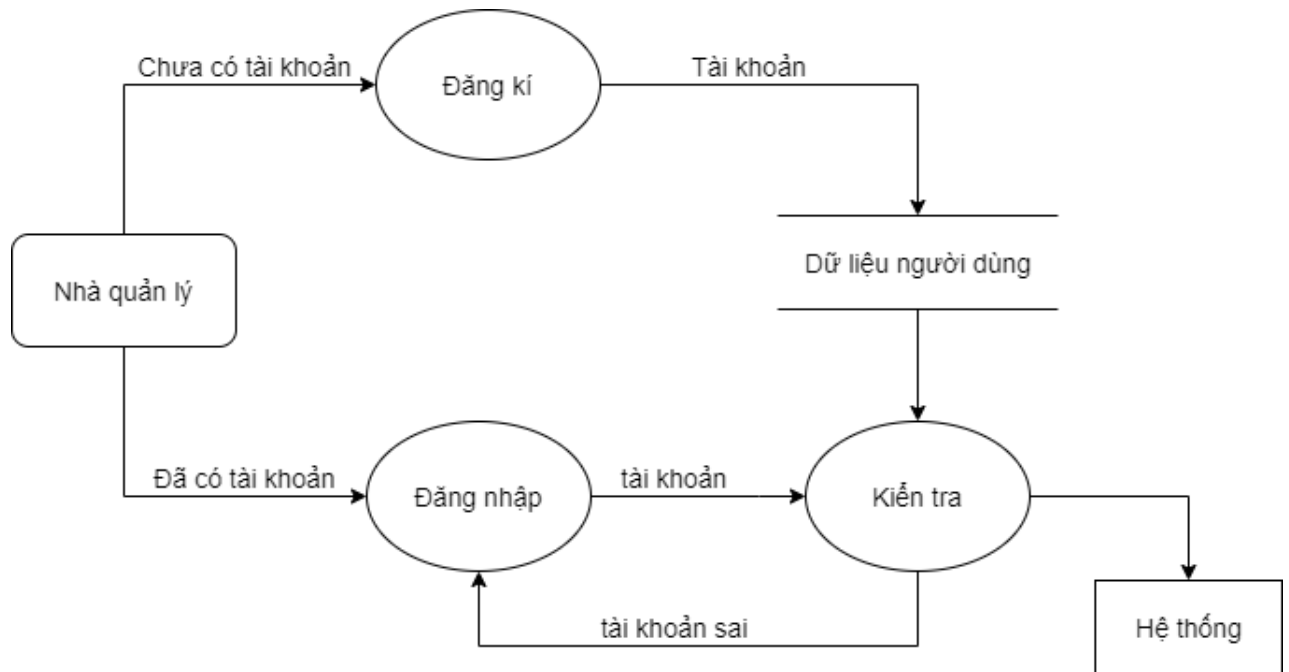 Chưa có tài khoản
Đăng kí
Tài khoản
Nhà quản lý
Dữ liệu người dùng
Đã có tài khoản
Đăng nhập
tài khoản
Kiển tra
tài khoản sai
Hệ thống